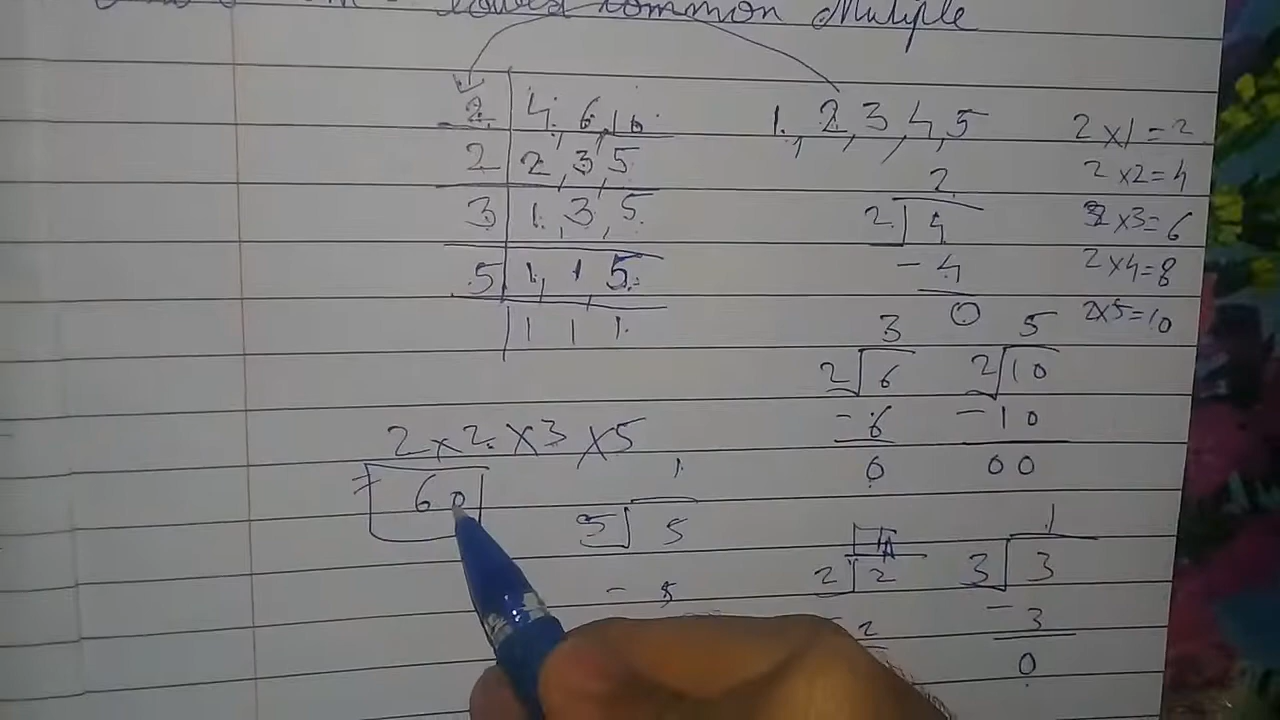 Lowest Common Multiple
2 | 4, 6, 10
2 | 2, 3, 5
3 | 1, 3, 5
5 | 1, 1, 5
| 1 1 1
2 x 2 x 3 x 5
= 60
1
5 5
- 5
1, 2, 3, 4, 5
2
2 4
- 4
0
3
2 6
- 6
0
5
2 10
- 10
00
2 2
2
1
3 3
- 3
0
2 x 1 = 2
2 x 2 = 4
2 x 3 = 6
2 x 4 = 8
2 x 5 = 10